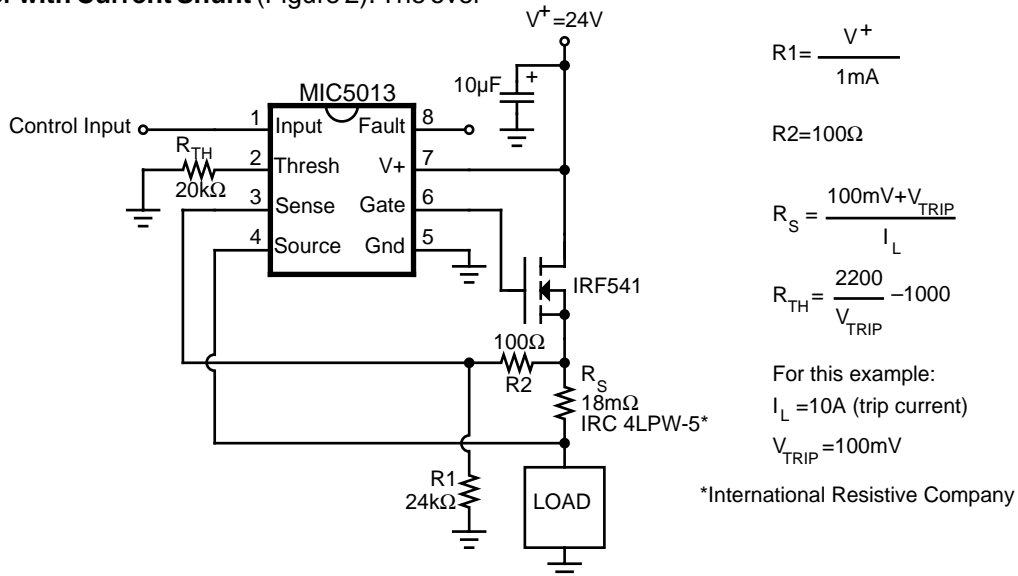 er with Current Shunt (Figure 2). The over-
V+=24V
10µF +
MIC5013
Control Input
1 Input Fault 8
RTH
20kΩ
2 Thresh V+ 7
3 Sense Gate 6
4 Source Gnd 5
IRF541
100Ω
R2
RS
18mΩ
IRC 4LPW-5*
R1
24kΩ
LOAD
R1= V+ / 1mA
R2=100Ω
RS = 100mV+VTRIP / IL
RTH= 2200 / VTRIP –1000
For this example:
IL =10A (trip current)
VTRIP=100mV
*International Resistive Company